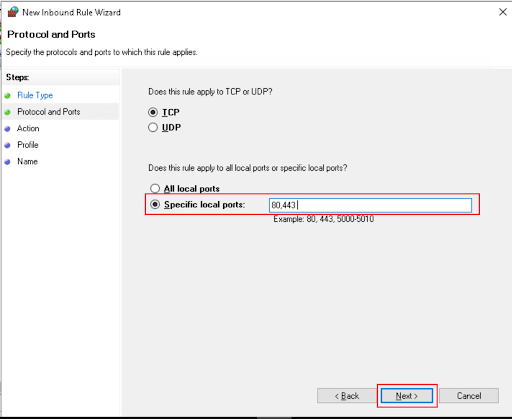 New Inbound Rule Wizard
Protocol and Ports
Specify the protocols and ports to which this rule applies.
Steps:
Rule Type
Protocol and Ports
Action
Profile
Name
Does this rule apply to TCP or UDP?
TCP
UDP
Does this rule apply to all local ports or specific local ports?
All local ports
Specific local ports: 80,443
Example: 80, 443, 5000-5010
< Back Next > Cancel